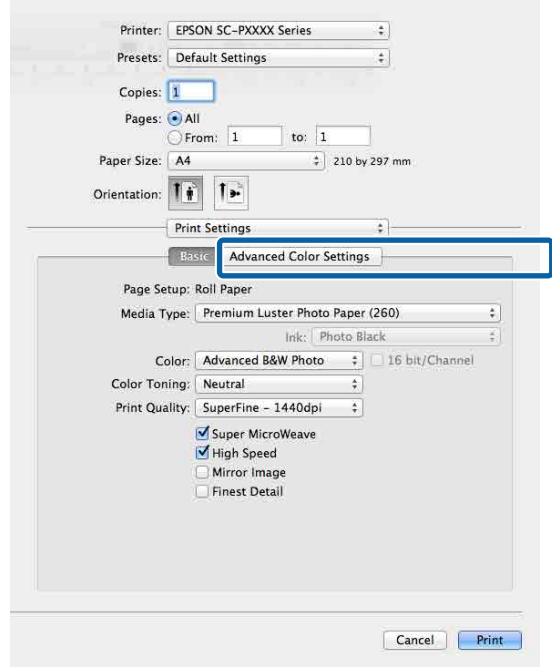 Printer: EPSON SC-PXXXX Series
Presets: Default Settings
Copies: 1
Pages: All
From: 1 to: 1
Paper Size: A4 210 by 297 mm
Orientation:
Print Settings
Basic Advanced Color Settings
Page Setup: Roll Paper
Media Type: Premium Luster Photo Paper (260)
Ink: Photo Black
Color: Advanced B&W Photo 16 bit/Channel
Color Toning: Neutral
Print Quality: SuperFine - 1440dpi
Super MicroWeave
High Speed
Mirror Image
Finest Detail
Cancel Print